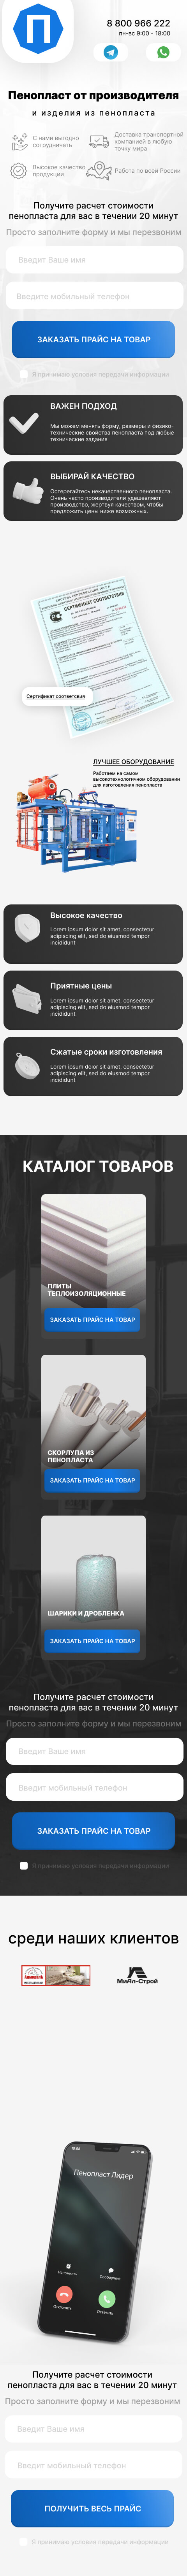 П
8 800 966 222
пн-вс 9:00 - 18:00
Пенопласт от производителя
и изделия из пенопласта
С нами выгодно
сотрудничать
Доставка транспортной
компанией в любую
точку мира
Высокое качество
продукции
Работа по всей России
Получите расчет стоимости
пенопласта для вас в течении 20 минут
Просто заполните форму и мы перезвоним
Введит Ваше имя
Введите мобильный телефон
ЗАКАЗАТЬ ПРАЙС НА ТОВАР
Я принимаю условия передачи информации
ВАЖЕН ПОДХОД
Мы можем менять форму, размеры и физико-
технические свойства пенопласта под любые
технические задания
ВЫБИРАЙ КАЧЕСТВО
Остерегайтесь некачественного пенопласта.
Очень часто производители удешевляют
производство, жертвуя качеством, чтобы
предложить цены ниже возможных.
СЕРТИФИКАТ СООТВЕТСТВИЯ
Сертификат соответсвия
ЛУЧШЕЕ ОБОРУДОВАНИЕ
Работаем на самом
высокотехнологичном оборудовании
для изготовления пенопласта
Высокое качество
Lorem ipsum dolor sit amet, consectetur
adipiscing elit, sed do eiusmod tempor
incididunt
Приятные цены
Lorem ipsum dolor sit amet, consectetur
adipiscing elit, sed do eiusmod tempor
incididunt
Сжатые сроки изготовления
Lorem ipsum dolor sit amet, consectetur
adipiscing elit, sed do eiusmod tempor
incididunt
КАТАЛОГ ТОВАРОВ
ПЛИТЫ
ТЕПЛОИЗОЛЯЦИОННЫЕ
ЗАКАЗАТЬ ПРАЙС НА ТОВАР
СКОРЛУПА ИЗ
ПЕНОПЛАСТА
ЗАКАЗАТЬ ПРАЙС НА ТОВАР
ШАРИКИ И ДРОБЛЕНКА
ЗАКАЗАТЬ ПРАЙС НА ТОВАР
Получите расчет стоимости
пенопласта для вас в течении 20 минут
Просто заполните форму и мы перезвоним
Введит Ваше имя
Введит мобильный телефон
ЗАКАЗАТЬ ПРАЙС НА ТОВАР
Я принимаю условия передачи информации
среди наших клиентов
МиАл-Строй
Пенопласт Лидер
Напомнить
Сообщение
Отклонить
Ответить
Получите расчет стоимости
пенопласта для вас в течении 20 минут
Просто заполните форму и мы перезвоним
Введит Ваше имя
Введит мобильный телефон
ПОЛУЧИТЬ ВЕСЬ ПРАЙС
Я принимаю условия передачи информации